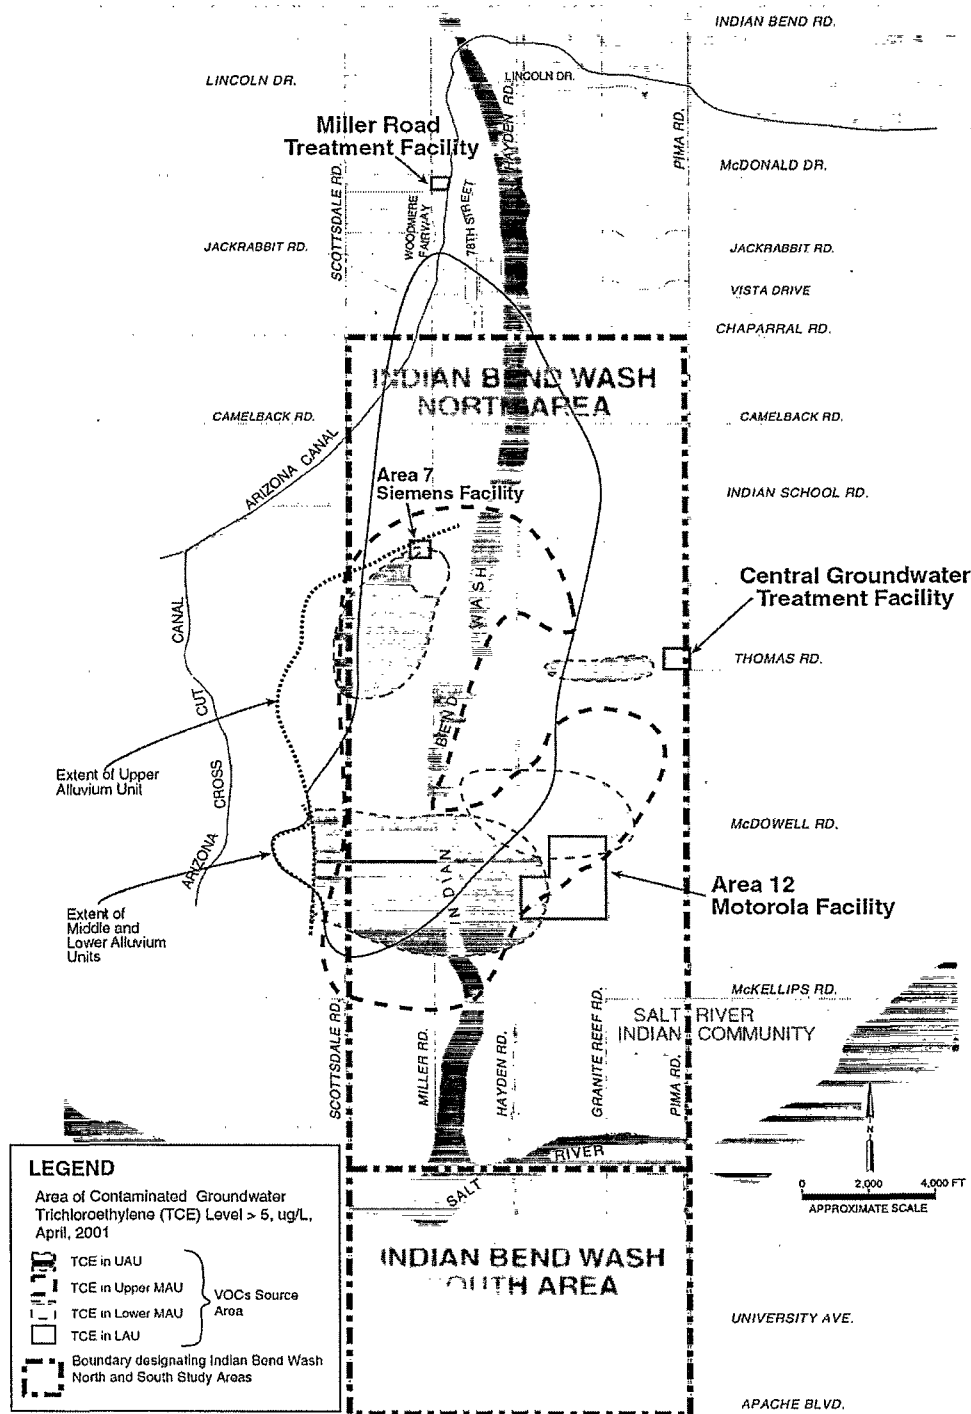 INDIAN BEND RD.
LINCOLN DR.
LINCOLN DR.
HAYDEN RD.
PIMA RD.
Miller Road
Treatment Facility
McDONALD DR.
SCOTTSDALE RD.
WOODMERE
FAIRWAY
78TH STREET
JACKRABBIT RD.
JACKRABBIT RD.
VISTA DRIVE
CHAPARRAL RD.
INDIAN BEND WASH
NORTH AREA
CAMELBACK RD.
CAMELBACK RD.
ARIZONA CANAL
Area 7
Siemens Facility
INDIAN SCHOOL RD.
Central Groundwater
Treatment Facility
THOMAS RD.
ARIZONA CROSS CUT CANAL
INDIAN BEND WASH
Extent of Upper
Alluvium Unit
McDOWELL RD.
Area 12
Motorola Facility
Extent of
Middle and
Lower Alluvium
Units
McKELLIPS RD.
SALT RIVER
INDIAN COMMUNITY
SCOTTSDALE RD.
MILLER RD.
HAYDEN RD.
GRANITE REEF RD.
PIMA RD.
N
SALT RIVER
0 2,000 4,000 FT
APPROXIMATE SCALE
INDIAN BEND WASH
OUTH AREA
UNIVERSITY AVE.
APACHE BLVD.
LEGEND
Area of Contaminated Groundwater
Trichloroethylene (TCE) Level > 5, ug/L,
April, 2001
TCE in UAU
TCE in Upper MAU
TCE in Lower MAU
TCE in LAU
VOCs Source
Area
Boundary designating Indian Bend Wash
North and South Study Areas